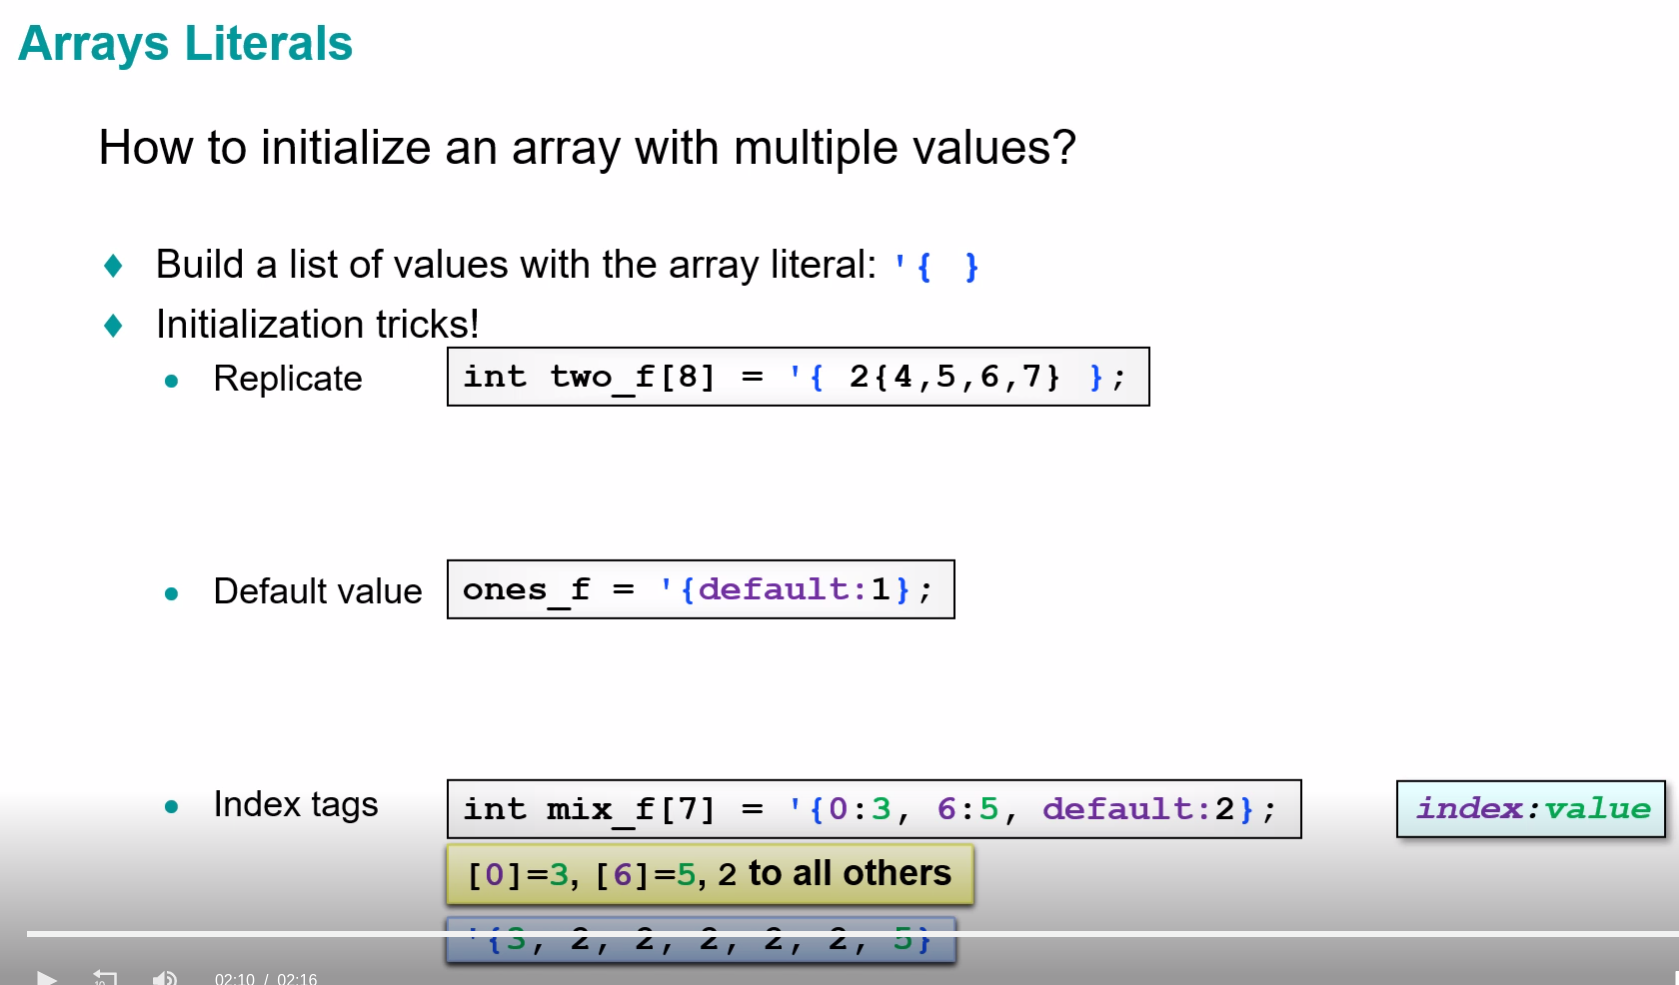 Arrays Literals
How to initialize an array with multiple values?
Build a list of values with the array literal: '{ }
Initialization tricks!
Replicate
int two_f[8] = '{ 2{4,5,6,7} };
Default value
ones_f = '{default:1};
Index tags
int mix_f[7] = '{0:3, 6:5, default:2};
index:value
[0]=3, [6]=5, 2 to all others
'{3, 2, 2, 2, 2, 2, 5}
10
02:10 / 02:16